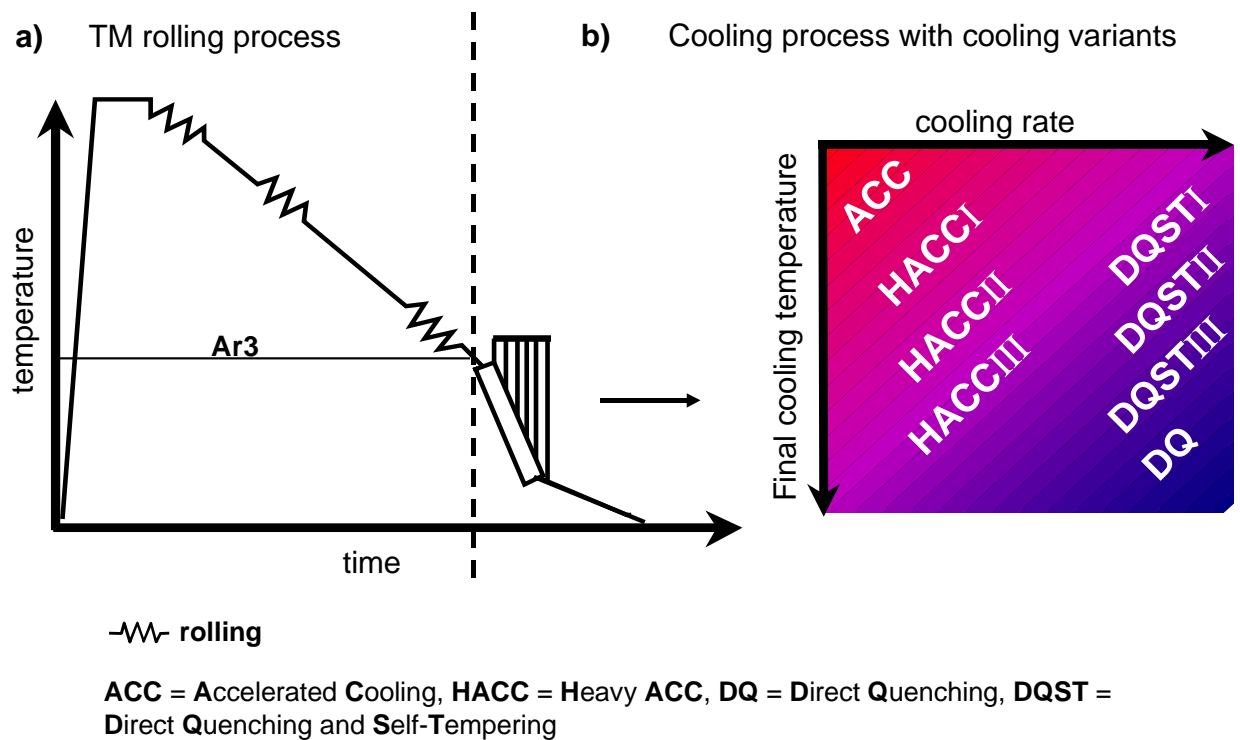 a) TM rolling process
b) Cooling process with cooling variants
temperature
Ar3
time
cooling rate
Final cooling temperature
ACC
HACCI
HACCII
HACCIII
DQSTI
DQSTII
DQSTIII
DQ
rolling
ACC = Accelerated Cooling, HACC = Heavy ACC, DQ = Direct Quenching, DQST =
Direct Quenching and Self-Tempering